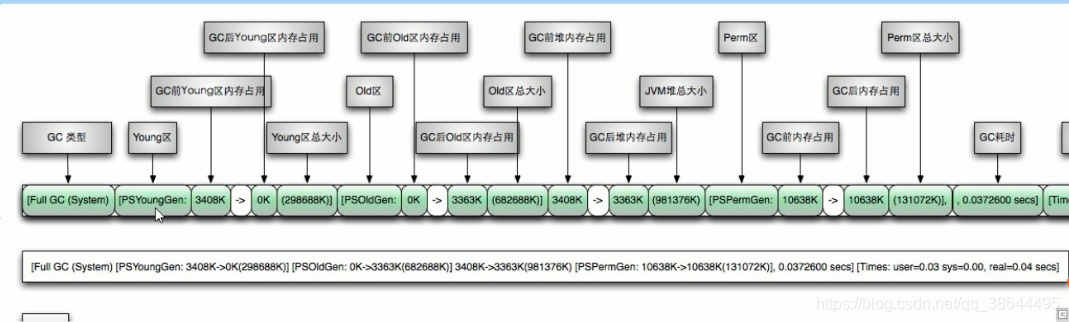 GC后Young区内存占用 GC前Old区内存占用 GC前堆内存占用 Perm区 Perm区总大小
GC前Young区内存占用 Old区 Old区总大小 JVM堆总大小 GC后内存占用
GC 类型 Young区 Young区总大小 GC后Old区内存占用 GC后堆内存占用 GC前内存占用 GC耗时
[Full GC (System) [PSYoungGen: 3408K -> 0K (298688K)] [PSOldGen: 0K -> 3363K (682688K)] 3408K -> 3363K (981376K) [PSPermGen: 10638K -> 10638K (131072K)], , 0.0372600 secs] [Tim
[Full GC (System) [PSYoungGen: 3408K->0K(298688K)] [PSOldGen: 0K->3363K(682688K)] 3408K->3363K(981376K) [PSPermGen: 10638K->10638K(131072K)], 0.0372600 secs] [Times: user=0.03 sys=0.00, real=0.04 secs]
https://blog.csdn.net/qq_38644495